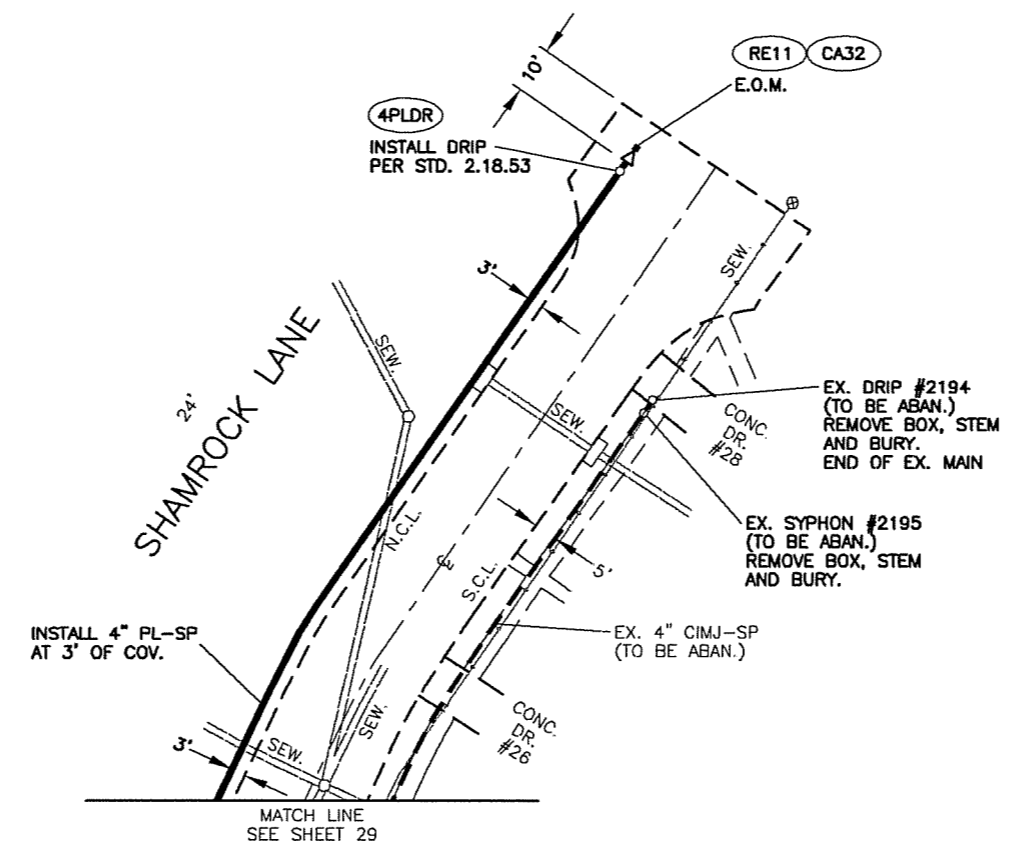 RE11
CA32
E.O.M.
10'
4PLDR
INSTALL DRIP
PER STD. 2.18.53
SEW.
3'
SEW.
SHAMROCK LANE
24'
SEW.
EX. DRIP #2194
(TO BE ABAN.)
REMOVE BOX, STEM
AND BURY.
END OF EX. MAIN
CONC.
DR.
#28
N.C.L.
EX. SYPHON #2195
(TO BE ABAN.)
REMOVE BOX, STEM
AND BURY.
S.C.L.
5'
INSTALL 4" PL-SP
AT 3' OF COV.
EX. 4" CIMJ-SP
(TO BE ABAN.)
SEW.
CONC.
DR.
#26
3'
SEW.
MATCH LINE
SEE SHEET 29